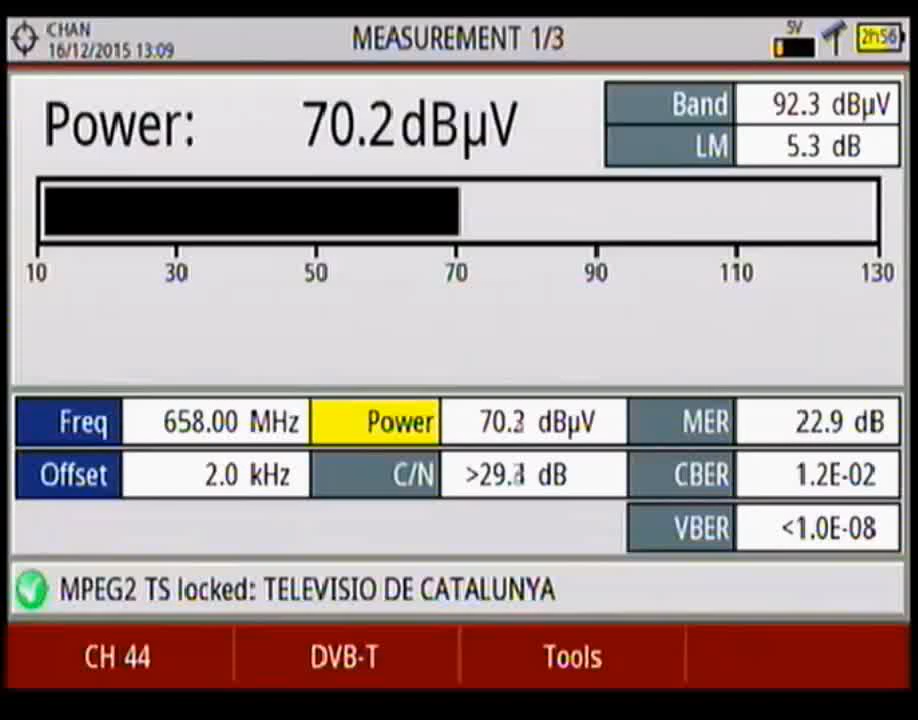 CHAN
16/12/2015 13:09
MEASUREMENT 1/3
5V
2h56
Power: 70.2dBµV
Band 92.3 dBµV
LM 5.3 dB
10 30 50 70 90 110 130
Freq 658.00 MHz Power dBµV MER 22.9 dB
Offset 2.0 kHz C/N dB CBER 1.2E-02
VBER <1.0E-08
MPEG2 TS locked: TELEVISIO DE CATALUNYA
CH 44 DVB-T Tools